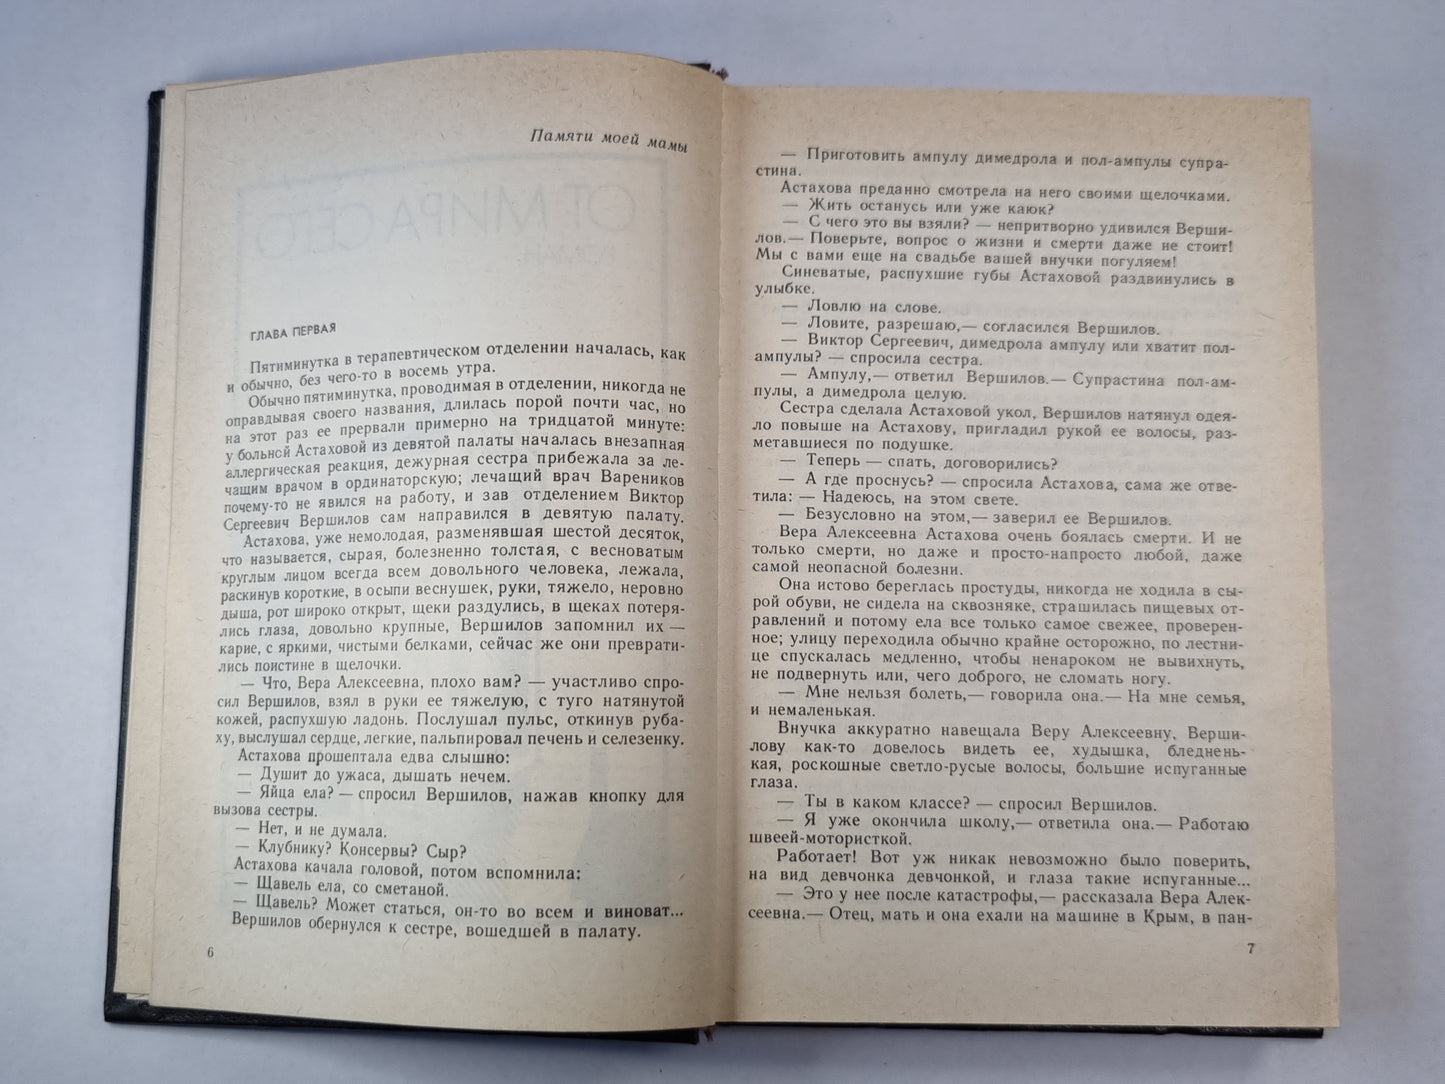 Памяти моей мамы
ГЛАВА ПЕРВАЯ
Пятиминутка в терапевтическом отделении началась, как
и обычно, без чего-то в восемь утра.
Обычно пятиминутка, проводимая в отделении, никогда не
оправдывая своего названия, длилась порой почти час, но
на этот раз ее прервали примерно на тридцатой минуте:
у больной Астаховой из девятой палаты началась внезапная
аллергическая реакция, дежурная сестра прибежала за ле-
чащим врачом в ординаторскую; лечащий врач Вареников
почему-то не явился на работу, и зав отделением Виктор
Сергеевич Вершилов сам направился в девятую палату.
Астахова, уже немолодая, разменявшая шестой десяток,
что называется, сырая, болезненно толстая, с весноватым
круглым лицом всегда всем довольного человека, лежала,
раскинув короткие, в осыпи веснушек, руки, тяжело, неровно
дыша, рот широко открыт, щеки раздулись, в щеках потеря-
лись глаза, довольно крупные, Вершилов запомнил их —
карие, с яркими, чистыми белками, сейчас же они преврати-
лись поистине в щелочки.
— Что, Вера Алексеевна, плохо вам? — участливо спро-
сил Вершилов, взял в руки ее тяжелую, с туго натянутой
кожей, распухшую ладонь. Послушал пульс, откинув руба-
ху, выслушал сердце, легкие, пальпировал печень и селезенку.
Астахова прошептала едва слышно:
— Душит до ужаса, дышать нечем.
— Яйца ела? — спросил Вершилов, нажав кнопку для
вызова сестры.
— Нет, и не думала.
— Клубнику? Консервы? Сыр?
Астахова качала головой, потом вспомнила:
— Щавель ела, со сметаной.
— Щавель? Может статься, он-то во всем и виноват...
Вершилов обернулся к сестре, вошедшей в палату.
6
— Приготовить ампулу димедрола и пол-ампулы супра-
стина.
Астахова преданно смотрела на него своими щелочками.
— Жить останусь или уже каюк?
— С чего это вы взяли? — непритворно удивился Верши-
лов.— Поверьте, вопрос о жизни и смерти даже не стоит!
Мы с вами еще на свадьбе вашей внучки погуляем!
Синеватые, распухшие губы Астаховой раздвинулись в
улыбке.
— Ловлю на слове.
— Ловите, разрешаю,— согласился Вершилов.
— Виктор Сергеевич, димедрола ампулу или хватит пол-
ампулы? — спросила сестра.
— Ампулу,— ответил Вершилов.— Супрастина пол-ам-
пулы, а димедрола целую.
Сестра сделала Астаховой укол, Вершилов натянул одея-
ло повыше на Астахову, пригладил рукой ее волосы, раз-
метавшиеся по подушке.
— Теперь — спать, договорились?
— А где проснусь? — спросила Астахова, сама же отве-
тила: — Надеюсь, на этом свете.
— Безусловно на этом,— заверил ее Вершилов.
Вера Алексеевна Астахова очень боялась смерти. И не
только смерти, но даже и просто-напросто любой, даже
самой неопасной болезни.
Она истово береглась простуды, никогда не ходила в сы-
рой обуви, не сидела на сквозняке, страшилась пищевых от-
равлений и потому ела все только самое свежее, проверен-
ное; улицу переходила обычно крайне осторожно, по лестни-
це спускалась медленно, чтобы ненароком не вывихнуть,
не подвернуть или, чего доброго, не сломать ногу.
— Мне нельзя болеть,— говорила она.— На мне семья,
и немаленькая.
Внучка аккуратно навещала Веру Алексеевну, Верши-
лову как-то довелось видеть ее, худышка, бледнень-
кая, роскошные светло-русые волосы, большие испуганные
глаза.
— Ты в каком классе? — спросил Вершилов.
— Я уже окончила школу,— ответила она.— Работаю
швеей-мотористкой.
Работает! Вот уж никак невозможно было поверить,
на вид девчонка девчонкой, и глаза такие испуганные...
— Это у нее после катастрофы,— рассказала Вера Алек-
сеевна.— Отец, мать и она ехали на машине в Крым, в пан-
7